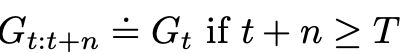 G_{t:t+n} ≐ G_t if t + n ≥ T